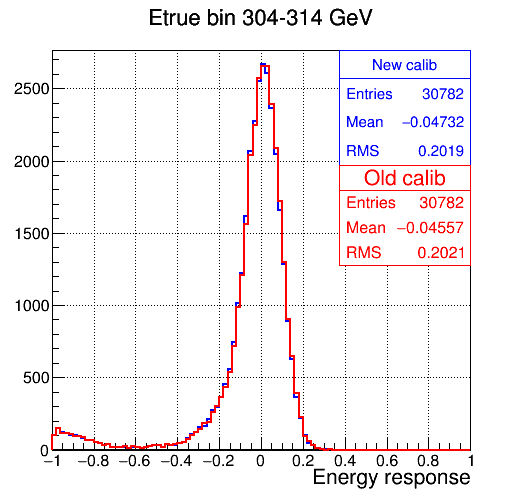 Etrue bin 304-314 GeV
New calib
Entries 30782
Mean −0.04732
RMS 0.2019
Old calib
Entries 30782
Mean −0.04557
RMS 0.2021
2500
2000
1500
1000
500
0
−1 −0.8 −0.6 −0.4 −0.2 0 0.2 0.4 0.6 0.8 1
Energy response